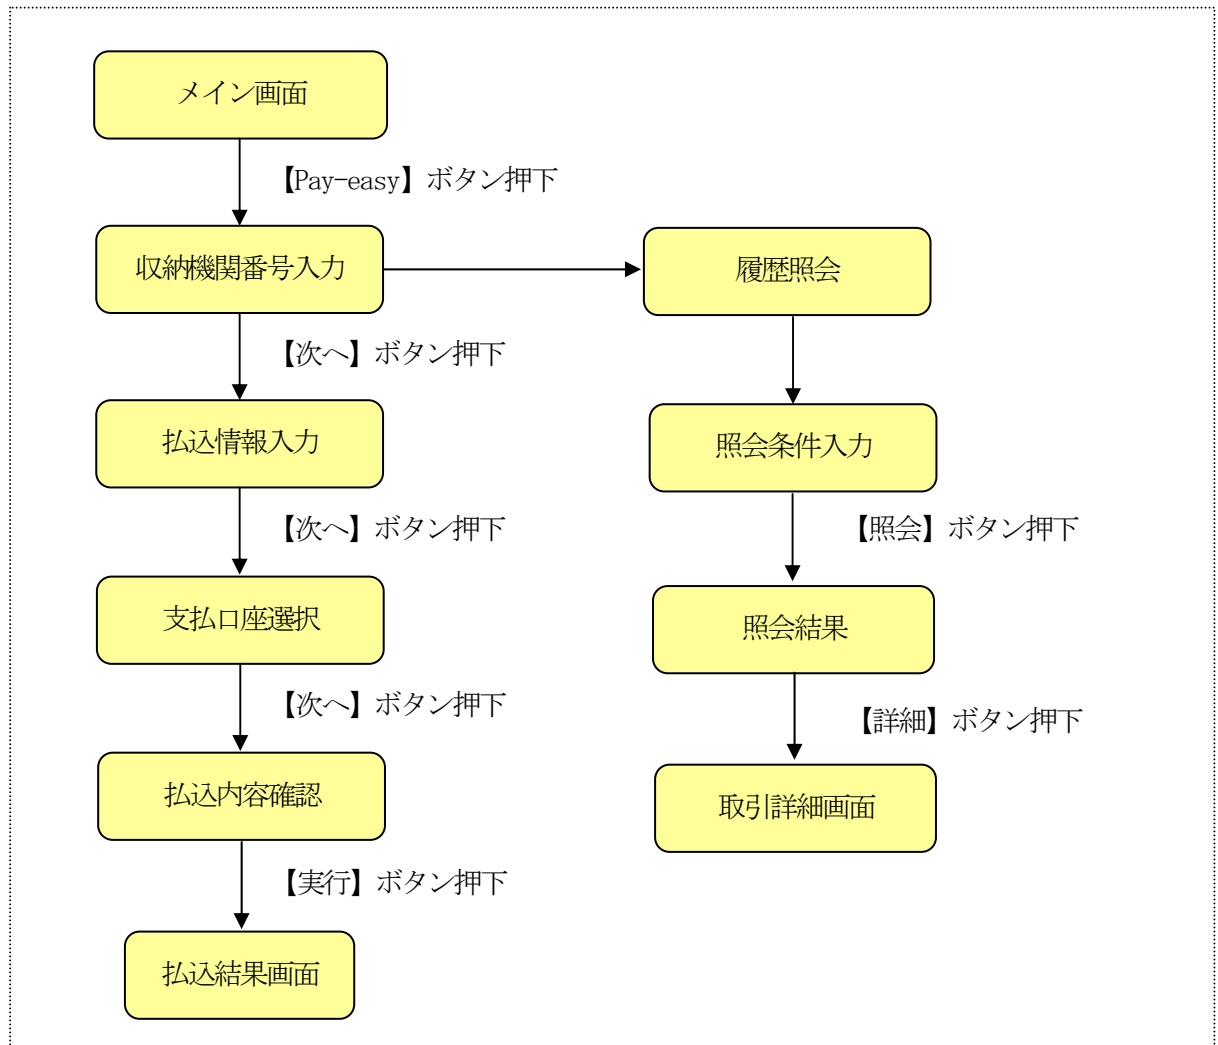 メイン画面
【Pay-easy】ボタン押下
収納機関番号入力
履歴照会
【次へ】ボタン押下
払込情報入力
照会条件入力
【次へ】ボタン押下
【照会】ボタン押下
支払口座選択
照会結果
【次へ】ボタン押下
【詳細】ボタン押下
払込内容確認
取引詳細画面
【実行】ボタン押下
払込結果画面